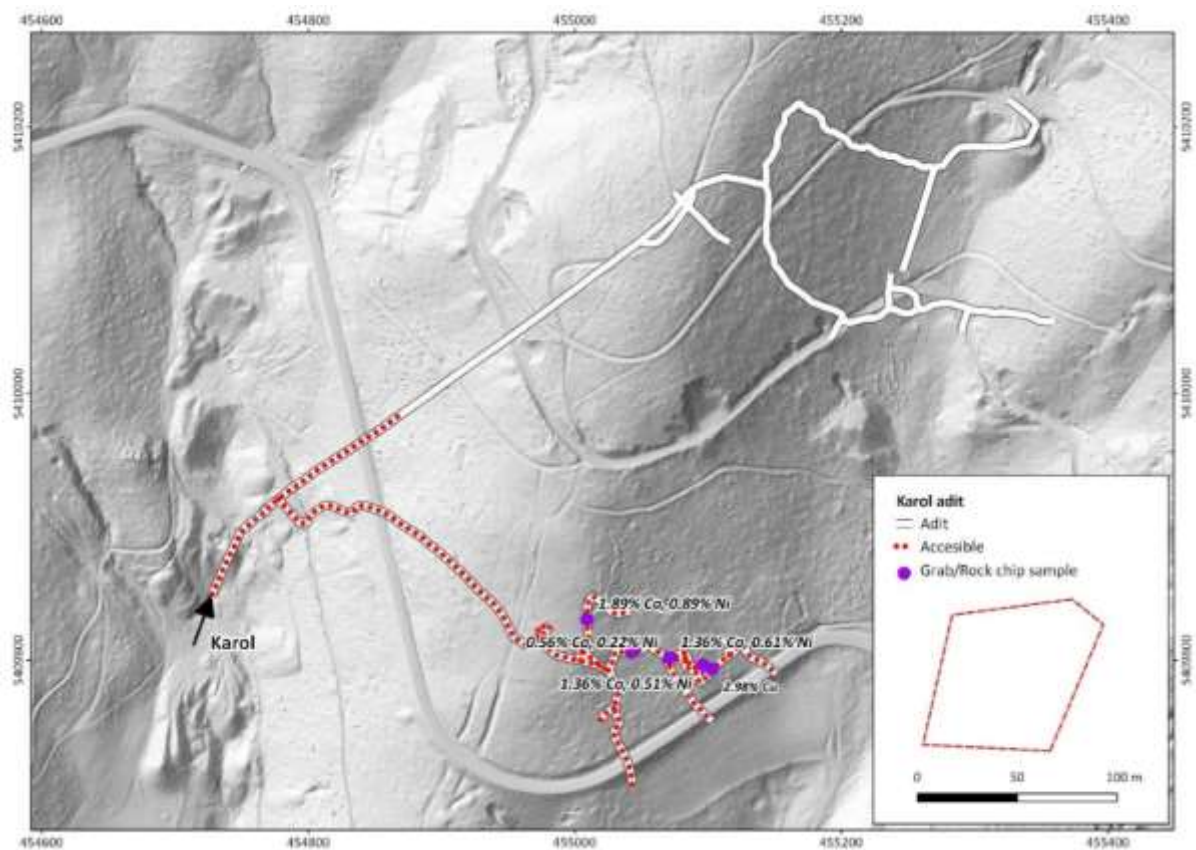 454600 454800 455000 455200 455400
5410200 5410200
5410000 5410000
Karol adit
Adit
Accesible
Grab/Rock chip sample
1.89% Co, 0.89% Ni
Karol
0.56% Co, 0.22% Ni
1.36% Co, 0.61% Ni
5409800 5409800
1.36% Co, 0.51% Ni
2.98% Cu
0 50 100 m
454600 454800 455000 455200 455400